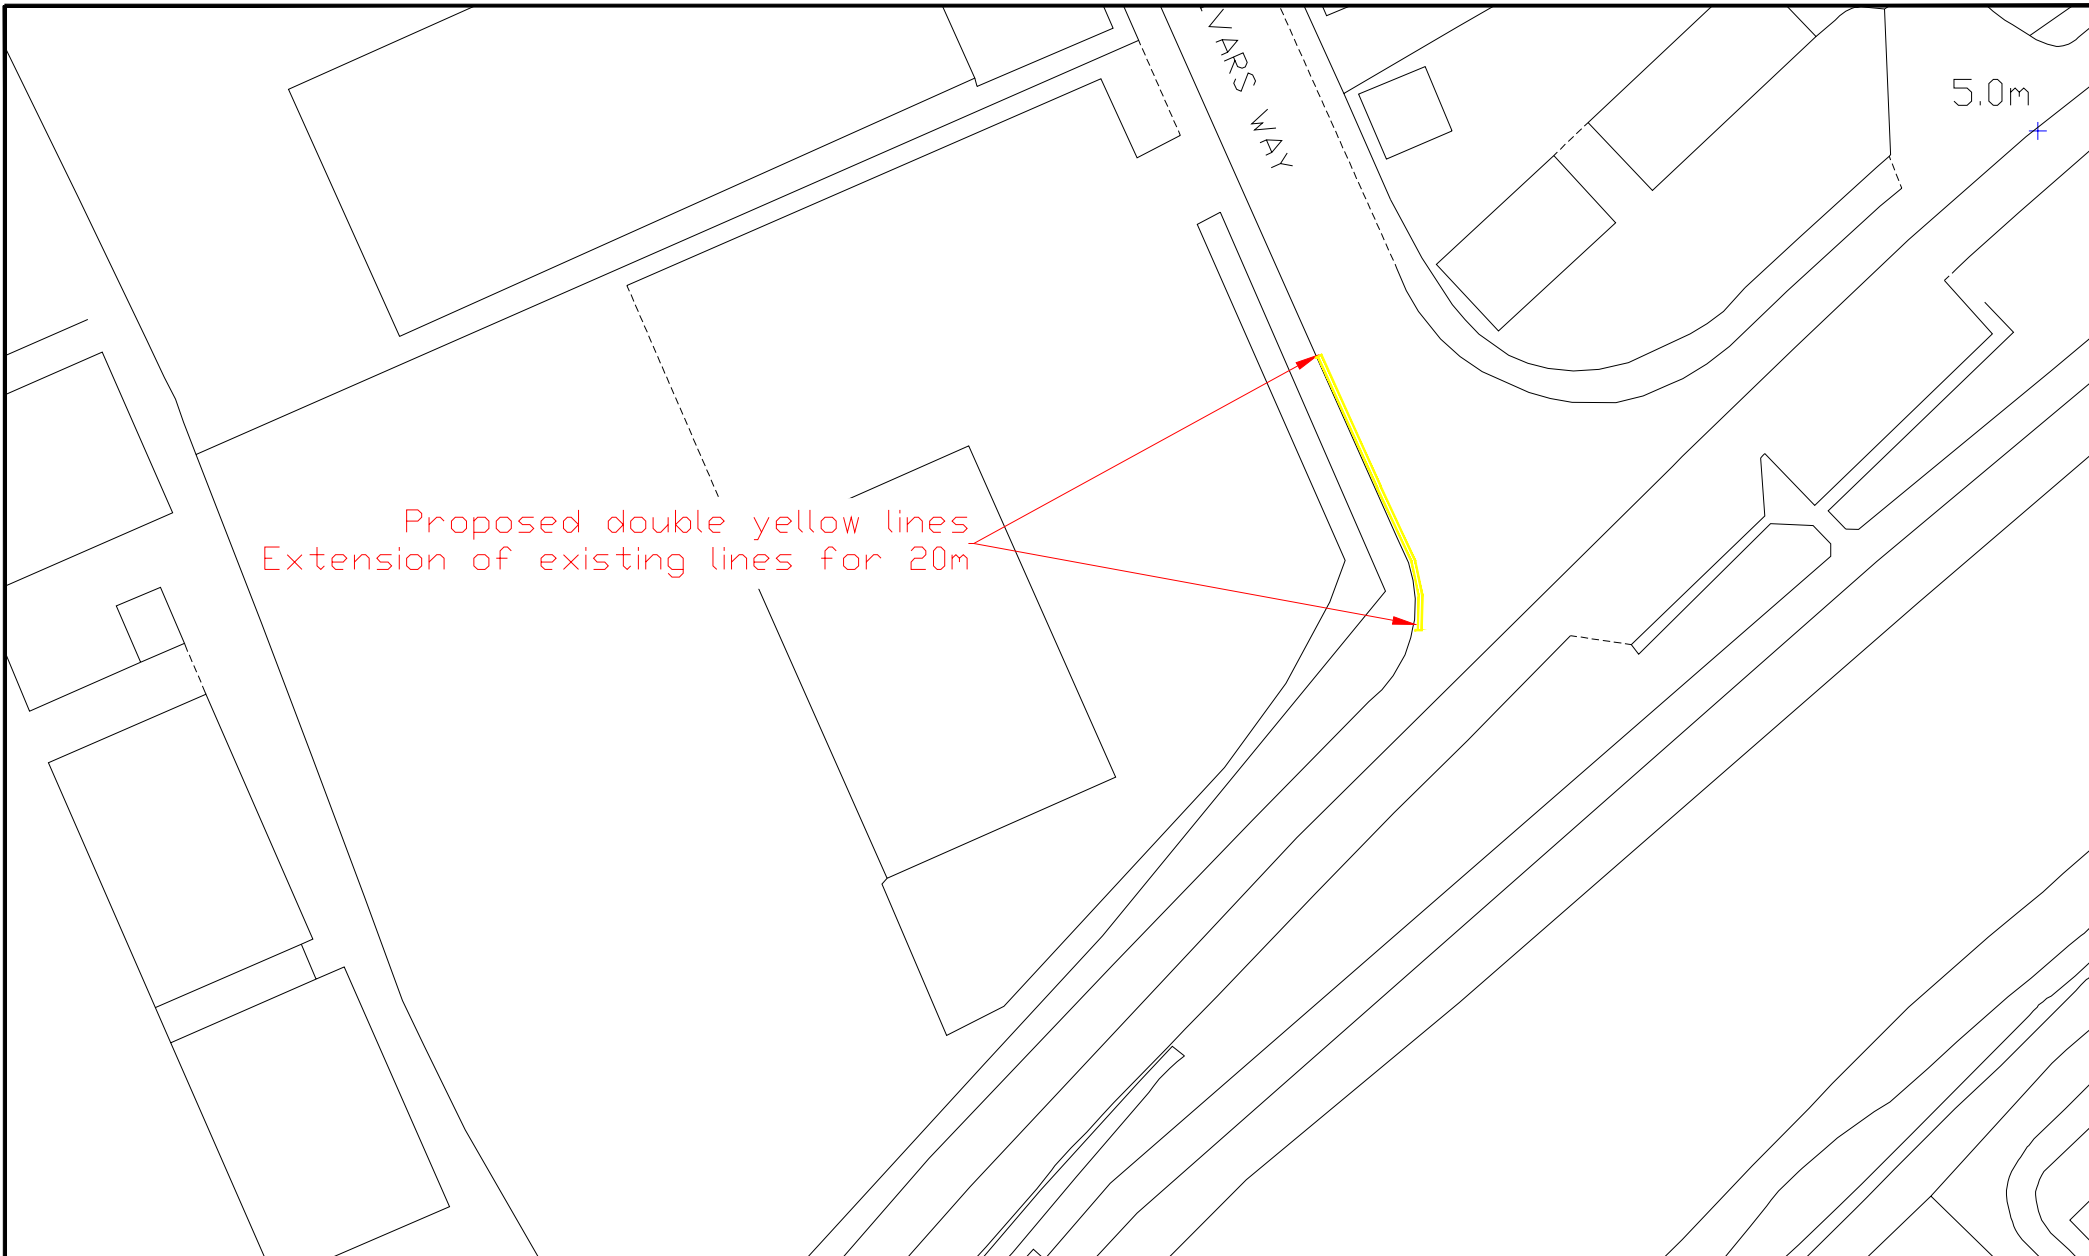 VARS WAY
5.0m
Proposed double yellow lines
Extension of existing lines for 20m